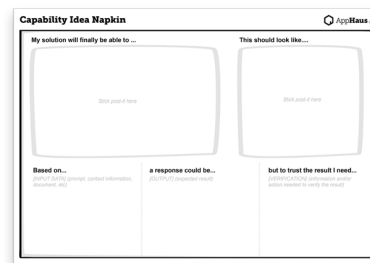 Capability Idea Napkin
AppHaus
My solution will finally be able to ...
This should look like....
Stick post-it here
Stick post-it here
Based on...
[INPUT DATA] (prompt, context information,
document, etc)
a response could be...
[OUTPUT] (expected result)
but to trust the result I need...
[VERIFICATION] (information and/or
action needed to verify the result)